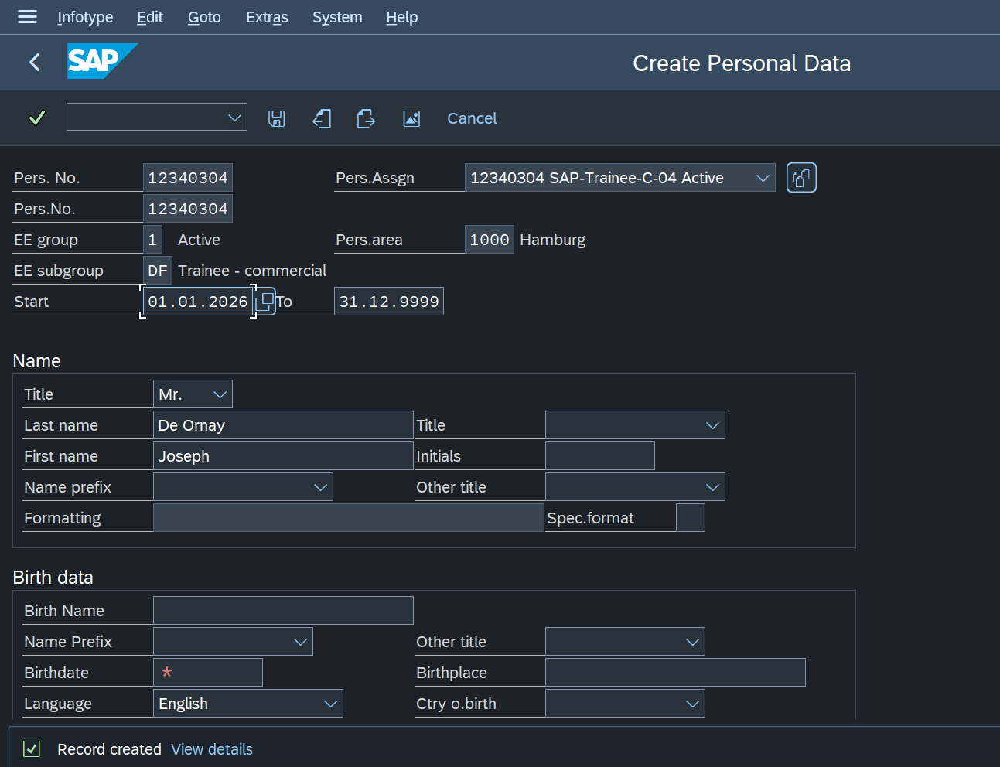 Infotype Edit Goto Extras System Help
SAP Create Personal Data
Cancel
Pers. No. 12340304 Pers.Assgn 12340304 SAP-Trainee-C-04 Active
Pers.No. 12340304
EE group 1 Active Pers.area 1000 Hamburg
EE subgroup DF Trainee - commercial
Start 01.01.2026 To 31.12.9999
Name
Title Mr.
Last name De Ornay Title
First name Joseph Initials
Name prefix Other title
Formatting Spec.format
Birth data
Birth Name
Name Prefix Other title
Birthdate * Birthplace
Language English Ctry o.birth
Record created View details